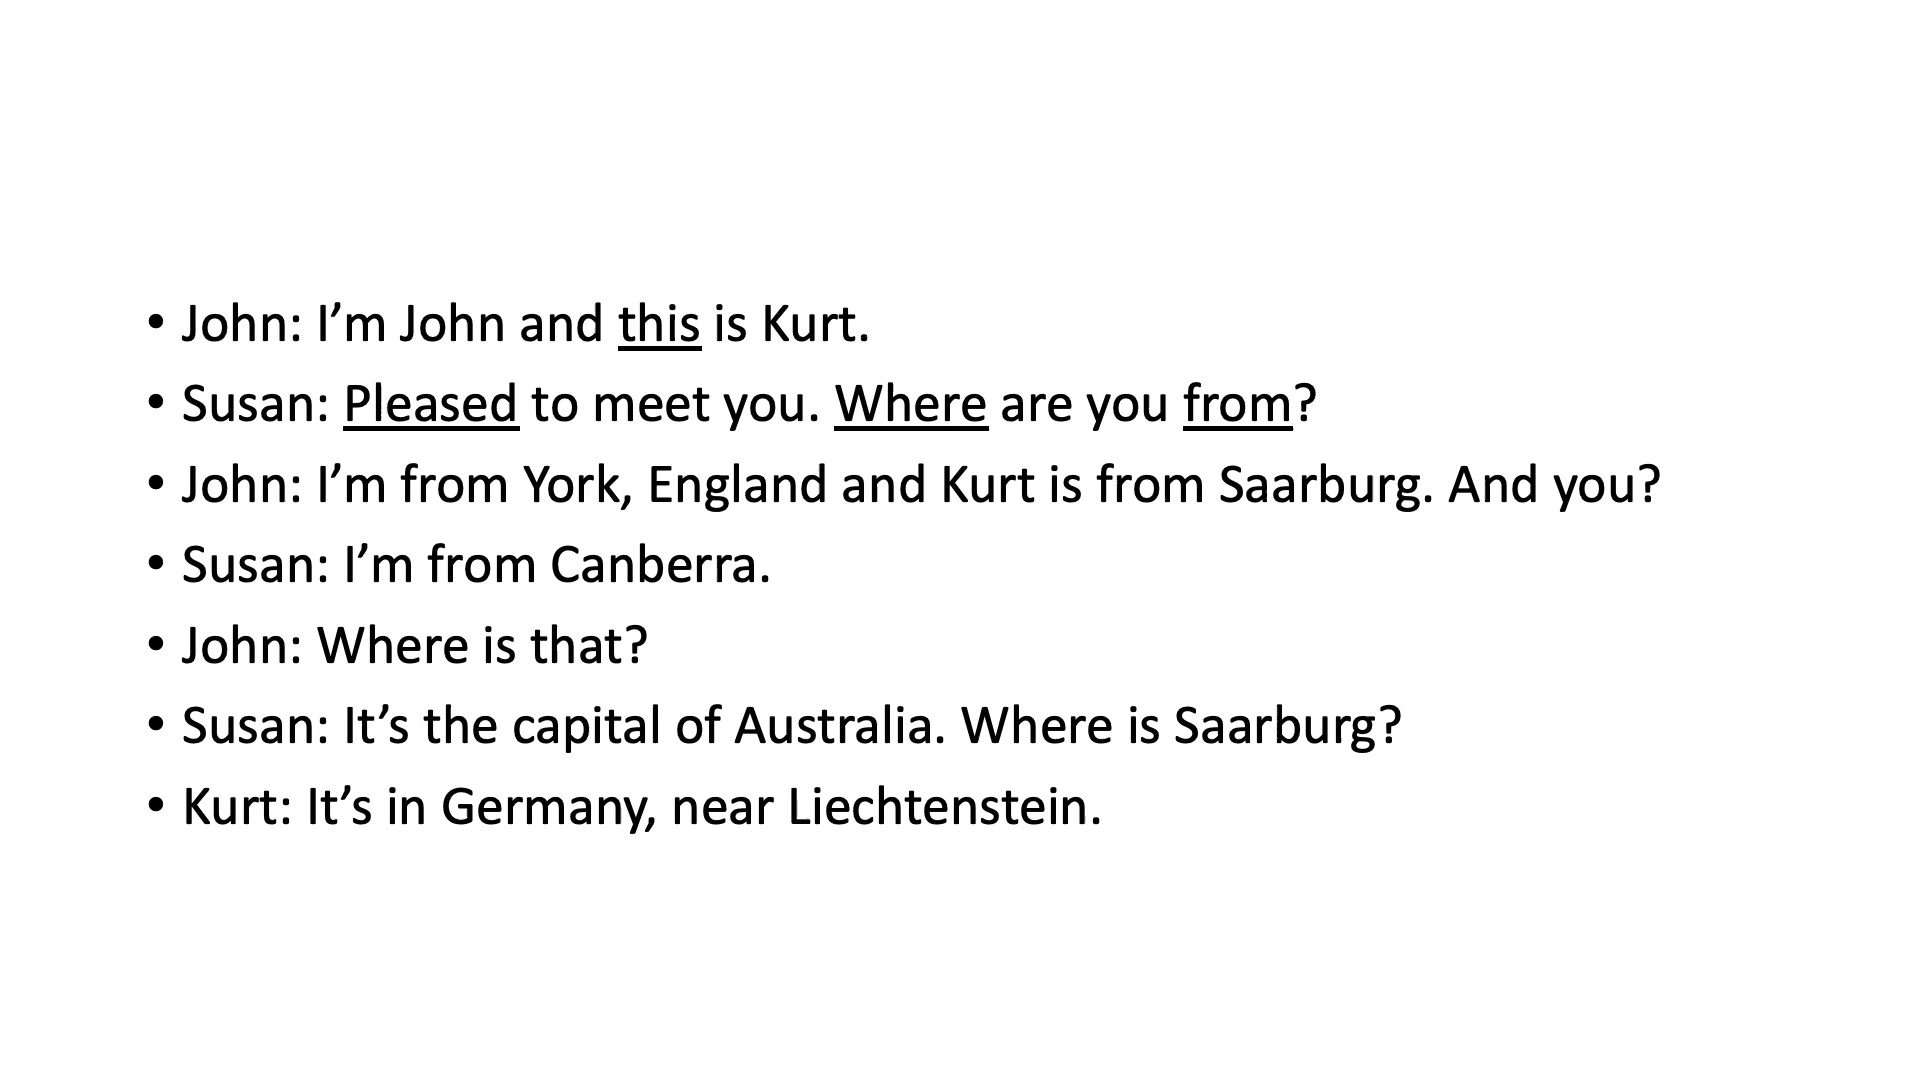 • John: I’m John and this is Kurt.
• Susan: Pleased to meet you. Where are you from?
• John: I’m from York, England and Kurt is from Saarburg. And you?
• Susan: I’m from Canberra.
• John: Where is that?
• Susan: It’s the capital of Australia. Where is Saarburg?
• Kurt: It’s in Germany, near Liechtenstein.